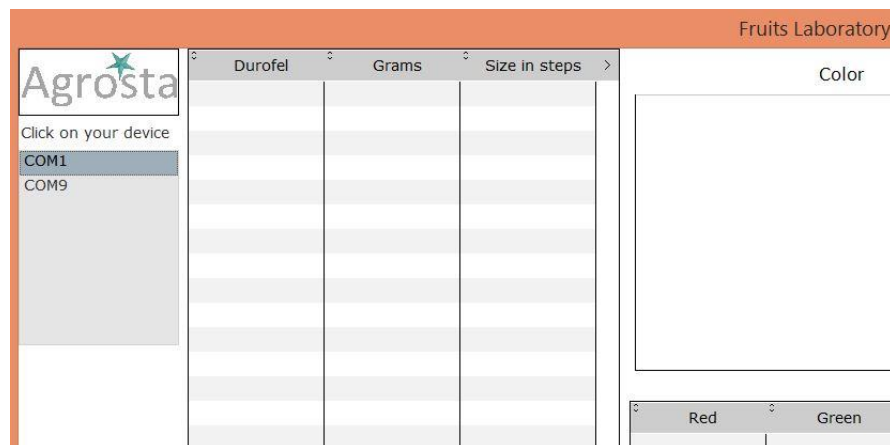 Fruits Laboratory
Agrosta
Click on your device
COM1
COM9
Durofel Grams Size in steps >
Color
Red Green